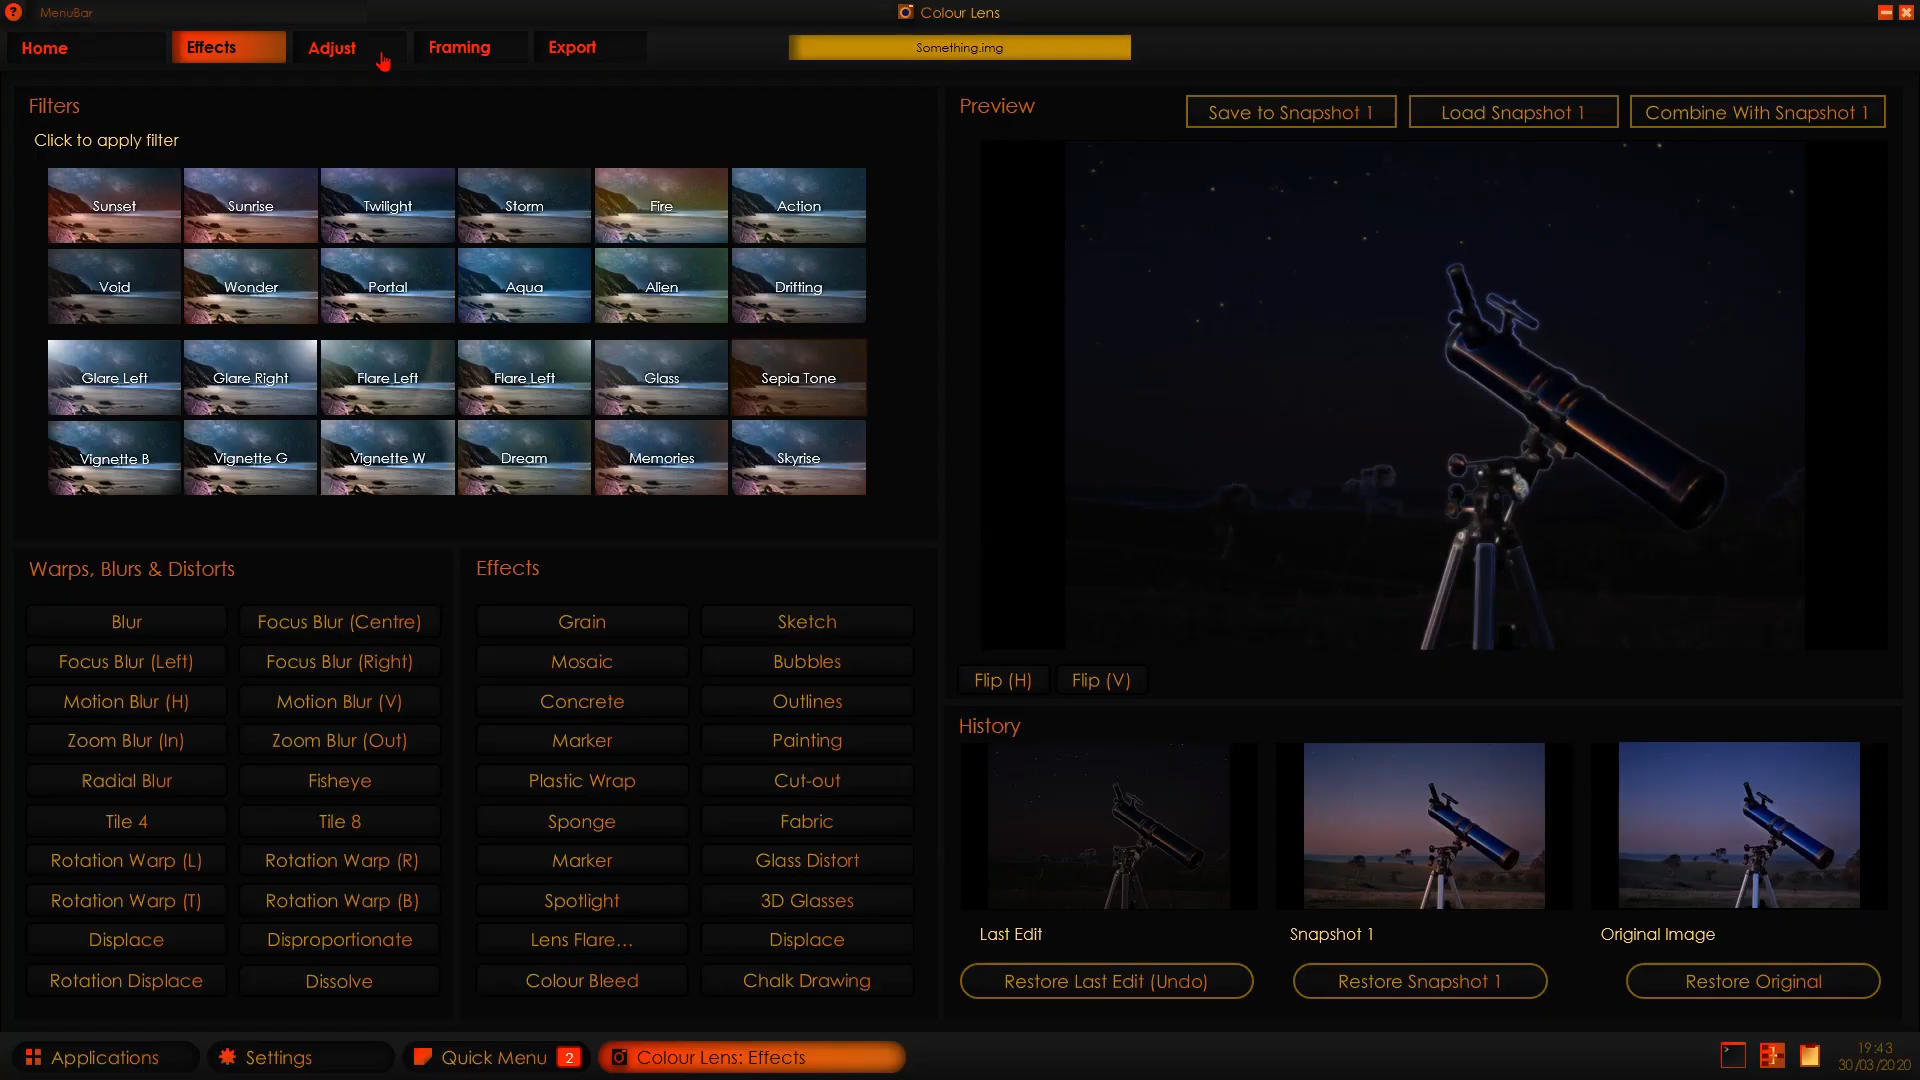 MenuBar
Colour Lens
Home
Effects
Adjust
Framing
Export
Something.img
Filters
Click to apply filter
Sunset
Sunrise
Twilight
Storm
Fire
Action
Void
Wonder
Portal
Aqua
Alien
Drifting
Glare Left
Glare Right
Flare Left
Flare Left
Glass
Sepia Tone
Vignette B
Vignette G
Vignette W
Dream
Memories
Skyrise
Warps, Blurs & Distorts
Blur
Focus Blur (Centre)
Focus Blur (Left)
Focus Blur (Right)
Motion Blur (H)
Motion Blur (V)
Zoom Blur (In)
Zoom Blur (Out)
Radial Blur
Fisheye
Tile 4
Tile 8
Rotation Warp (L)
Rotation Warp (R)
Rotation Warp (T)
Rotation Warp (B)
Displace
Disproportionate
Rotation Displace
Dissolve
Effects
Grain
Sketch
Mosaic
Bubbles
Concrete
Outlines
Marker
Painting
Plastic Wrap
Cut-out
Sponge
Fabric
Marker
Glass Distort
Spotlight
3D Glasses
Lens Flare...
Displace
Colour Bleed
Chalk Drawing
Preview
Save to Snapshot 1
Load Snapshot 1
Combine With Snapshot 1
Flip (H)
Flip (V)
History
Last Edit
Snapshot 1
Original Image
Restore Last Edit (Undo)
Restore Snapshot 1
Restore Original
Applications
Settings
Quick Menu
2
Colour Lens: Effects
19:43
30/03/2020